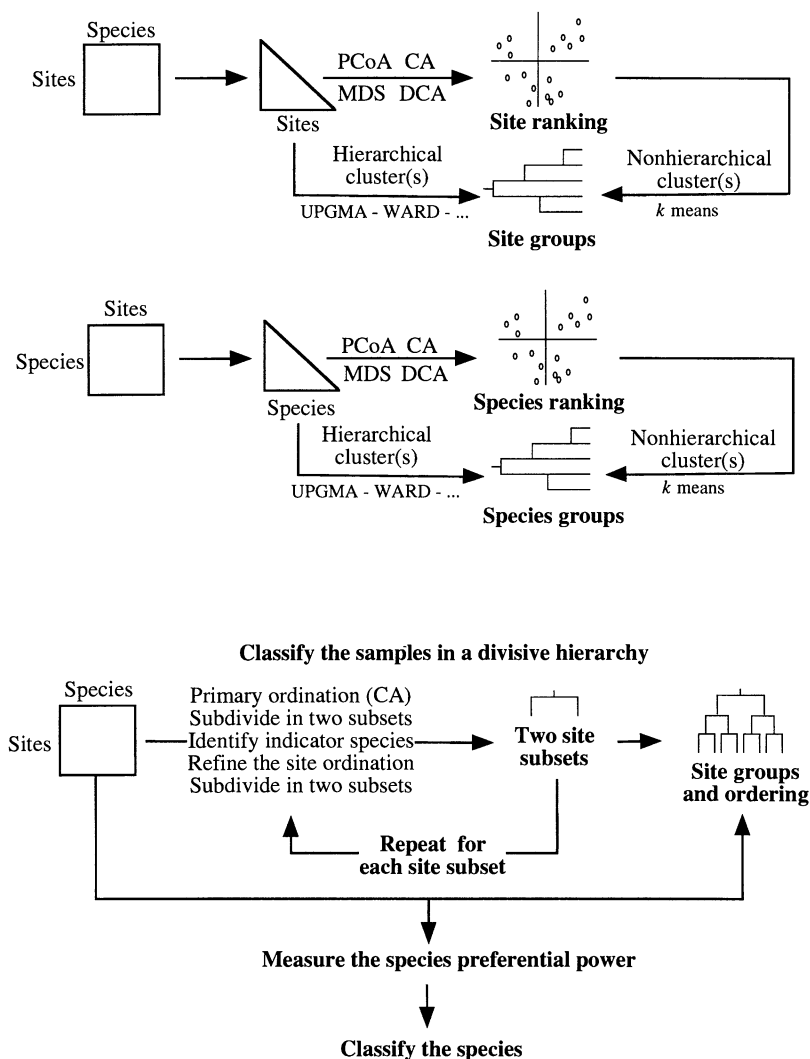 Species
Sites
PCoA CA
MDS DCA
Sites
Site ranking
Hierarchical
cluster(s)
UPGMA - WARD - ...
Nonhierarchical
cluster(s)
k means
Site groups
Sites
Species
PCoA CA
MDS DCA
Species
Species ranking
Hierarchical
cluster(s)
UPGMA - WARD - ...
Nonhierarchical
cluster(s)
k means
Species groups
Classify the samples in a divisive hierarchy
Species
Sites
Primary ordination (CA)
Subdivide in two subsets
Identify indicator species
Refine the site ordination
Subdivide in two subsets
Two site
subsets
Site groups
and ordering
Repeat for
each site subset
Measure the species preferential power
Classify the species